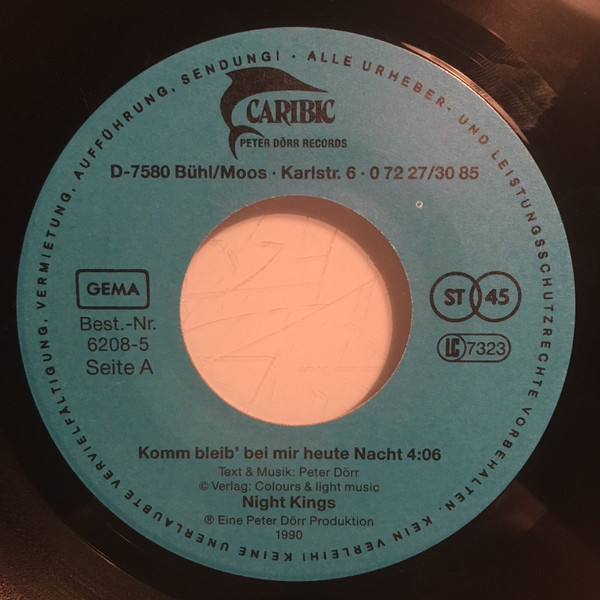 ALLE URHEBER- UND LEISTUNGSSCHUTZRECHTE VORBEHALTEN. KEIN VERLEIH! KEINE UNERLAUBTE VERVIELFÄLTIGUNG, VERMIETUNG, AUFFÜHRUNG, SENDUNG! ·
CARIBIC
PETER DÖRR RECORDS
D-7580 Bühl/Moos · Karlstr. 6 · 0 72 27/30 85
GEMA
Best.-Nr.
6208-5
Seite A
ST 45
LC 7323
Komm bleib' bei mir heute Nacht 4:06
Text & Musik: Peter Dörr
© Verlag: Colours & light music
Night Kings
℗ Eine Peter Dörr Produktion
1990